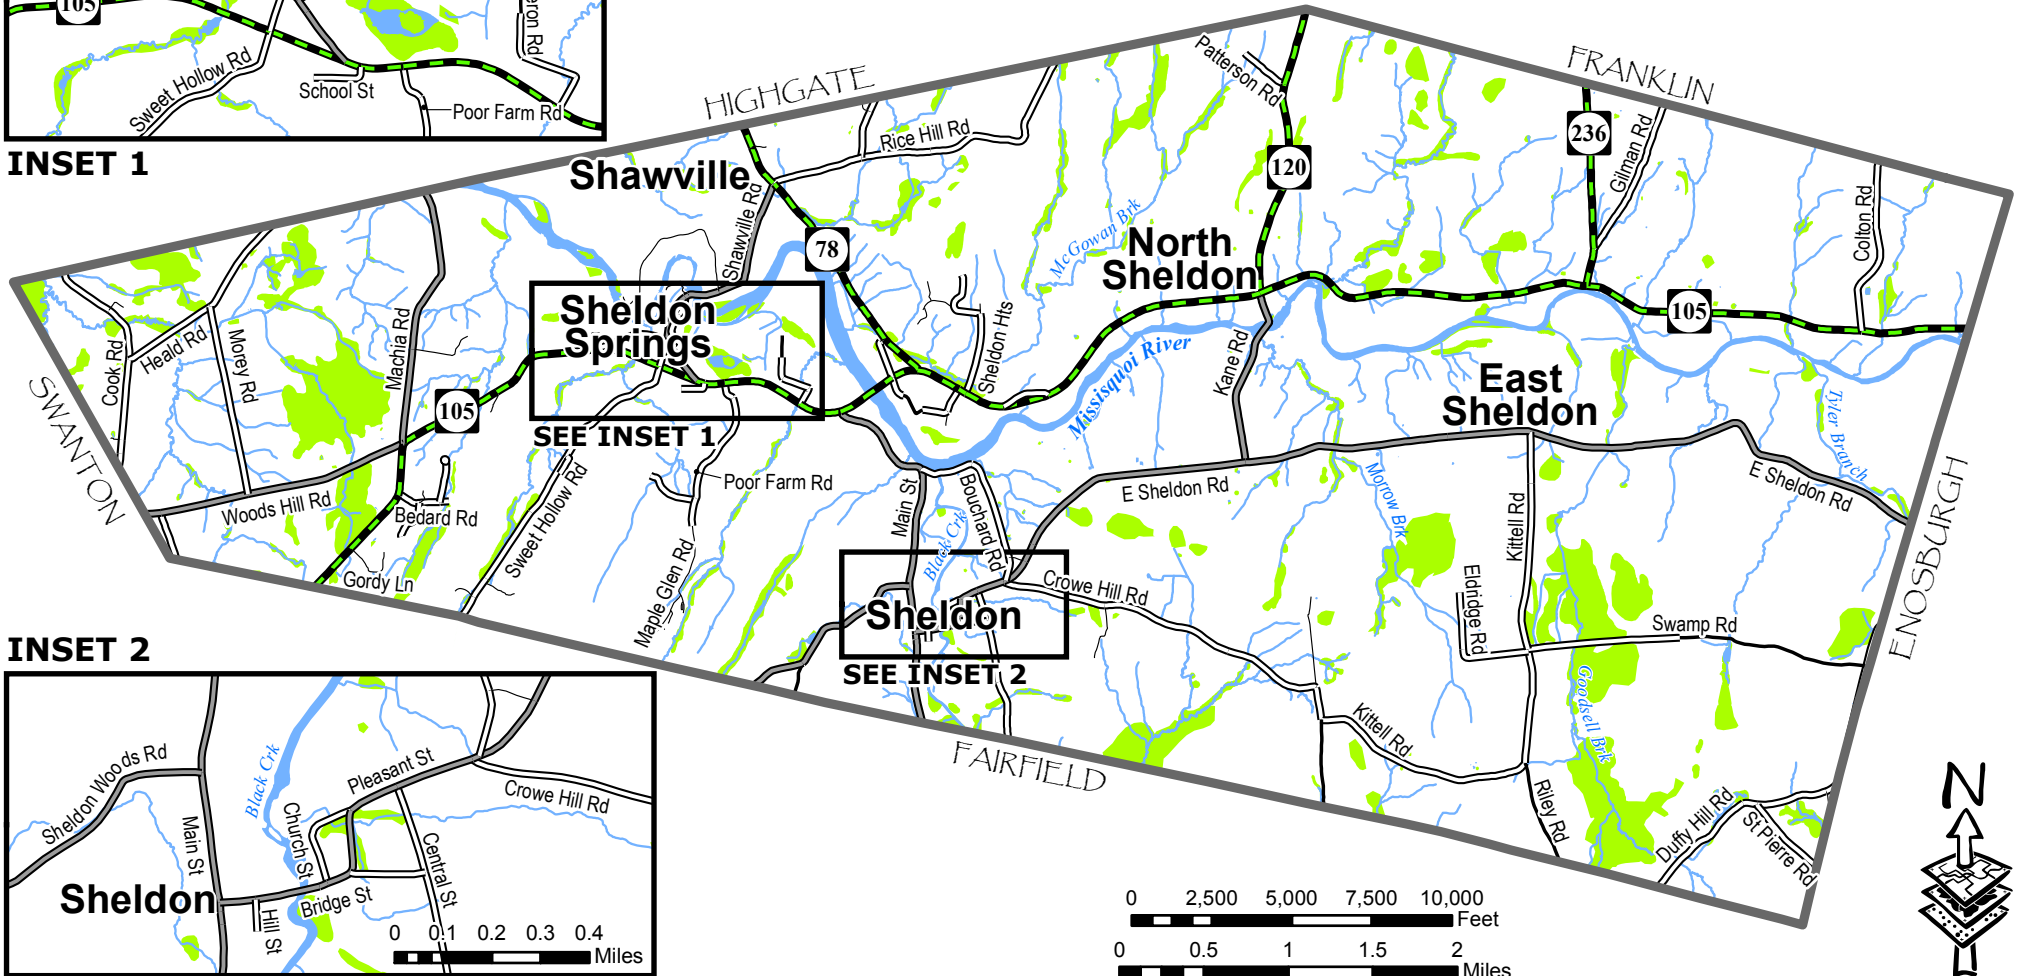 105
Sweet Hollow Rd
School St
Poor Farm Rd
eron Rd
INSET 1
HIGHGATE
FRANKLIN
SWANTON
ENOSBURGH
FAIRFIELD
Shawville
Shawville Rd
Rice Hill Rd
78
Patterson Rd
120
236
Gilman Rd
Colton Rd
McGowan Brk
North
Sheldon
105
Sheldon
Springs
SEE INSET 1
Sheldon Hts
Missisquoi River
Kane Rd
East
Sheldon
Tyler Branch
Cook Rd
Heald Rd
Morey Rd
Machia Rd
105
Woods Hill Rd
Bedard Rd
Gordy Ln
Sweet Hollow Rd
Poor Farm Rd
Maple Glen Rd
Main St
Black Crk
Bouchard Rd
E Sheldon Rd
Morrow Brk
Kittell Rd
E Sheldon Rd
Crowe Hill Rd
Eldridge Rd
Swamp Rd
Goodsell Brk
Sheldon
SEE INSET 2
Kittell Rd
Riley Rd
Duffy Hill Rd
St Pierre Rd
INSET 2
Sheldon Woods Rd
Black Crk
Pleasant St
Crowe Hill Rd
Main St
Church St
Central St
Sheldon
Hill St
Bridge St
0 0.1 0.2 0.3 0.4
Miles
0 2,500 5,000 7,500 10,000
Feet
0 0.5 1 1.5 2
Miles
N